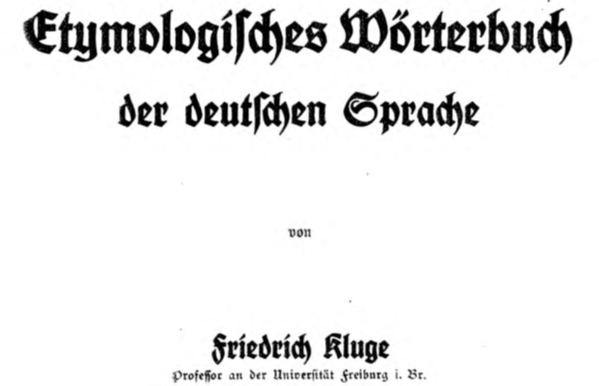 Etymologiſches Wörterbuch
der deutſchen Sprache
von
Friedrich Kluge
Profeſſor an der Univerſität Freiburg i. Br.